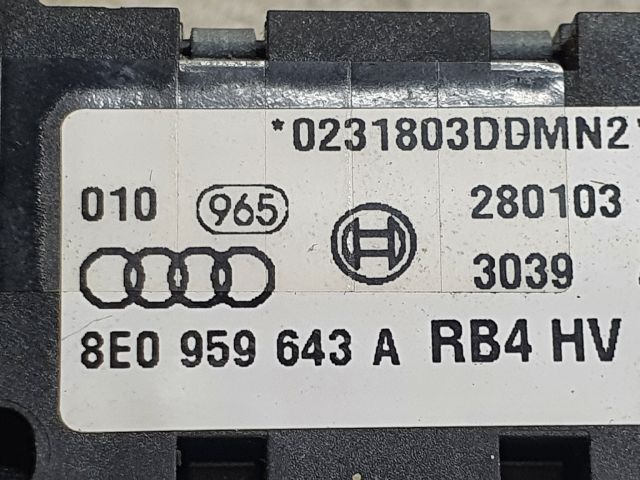 *0231803DDMN2
010 965 280103
3039
8E0 959 643 A RB4 HV